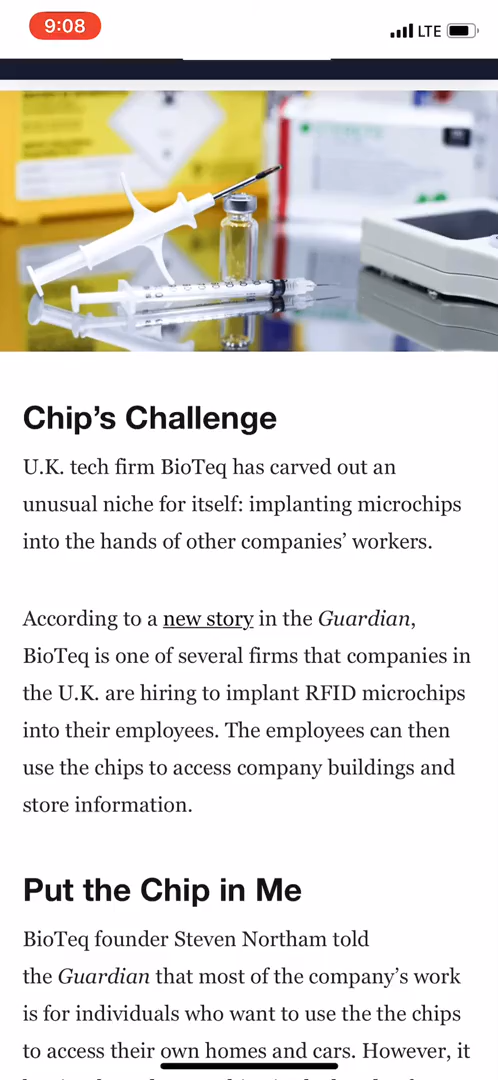 9:08
LTE
Chip’s Challenge
U.K. tech firm BioTeq has carved out an
unusual niche for itself: implanting microchips
into the hands of other companies’ workers.
According to a new story in the Guardian,
BioTeq is one of several firms that companies in
the U.K. are hiring to implant RFID microchips
into their employees. The employees can then
use the chips to access company buildings and
store information.
Put the Chip in Me
BioTeq founder Steven Northam told
the Guardian that most of the company’s work
is for individuals who want to use the the chips
to access their own homes and cars. However, it